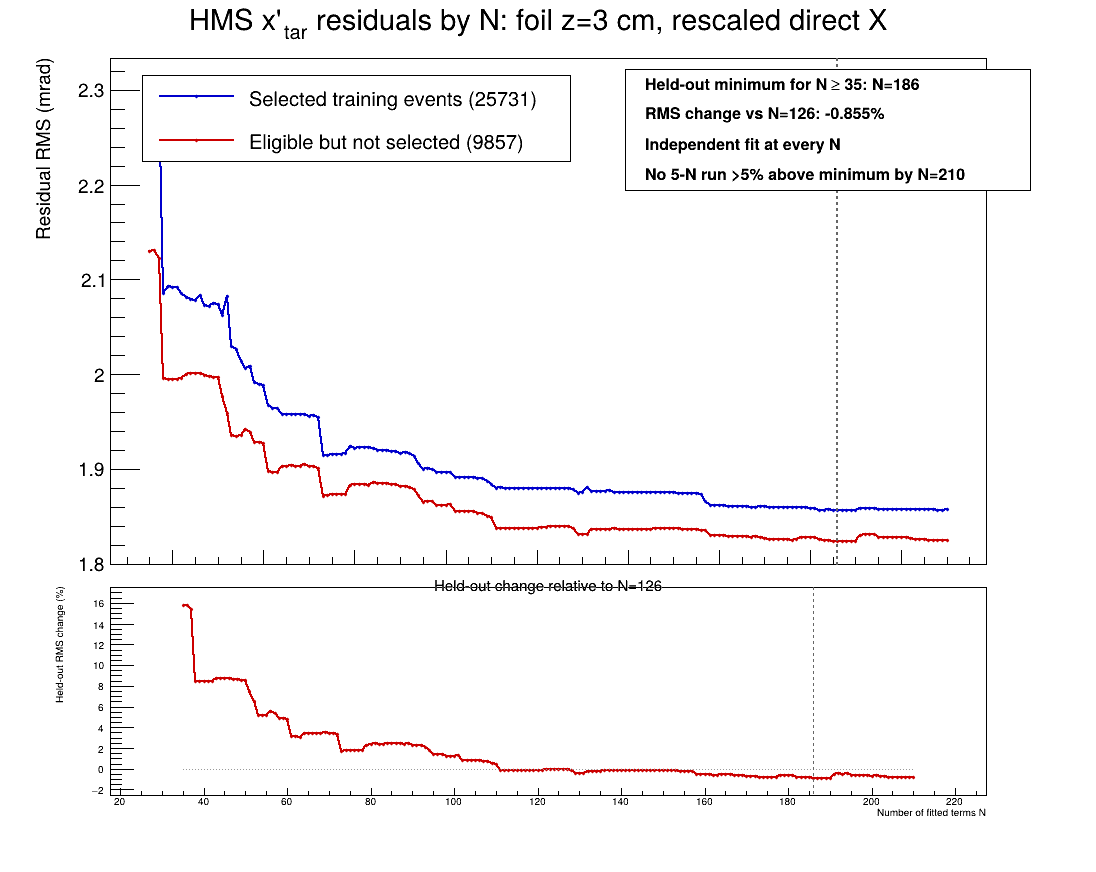 HMS x'tar residuals by N: foil z=3 cm, rescaled direct X
Residual RMS (mrad)
Selected training events (25731)
Eligible but not selected (9857)
Held-out minimum for N ≥ 35: N=186
RMS change vs N=126: -0.855%
Independent fit at every N
No 5-N run >5% above minimum by N=210
2.3
2.2
2.1
2
1.9
1.8
Held-out change relative to N=126
Held-out RMS change (%)
16
14
12
10
8
6
4
2
0
−2
20 40 60 80 100 120 140 160 180 200 220
Number of fitted terms N